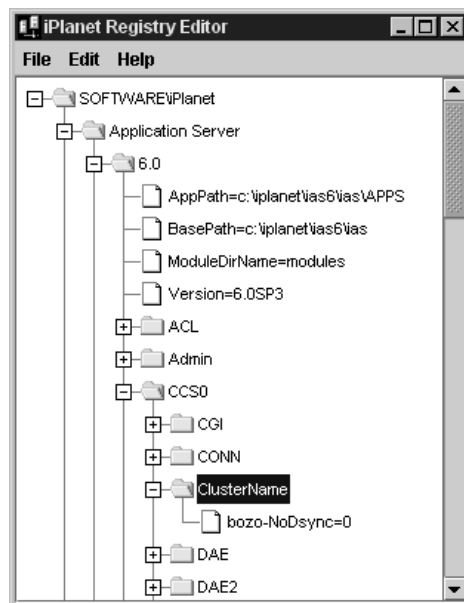 iPlanet Registry Editor
File Edit Help
SOFTWARE\iPlanet
Application Server
6.0
AppPath=c:\iplanet\ias6\ias\APPS
BasePath=c:\iplanet\ias6\ias
ModuleDirName=modules
Version=6.0SP3
ACL
Admin
CCS0
CGI
CONN
ClusterName
bozo-NoDsync=0
DAE
DAE2